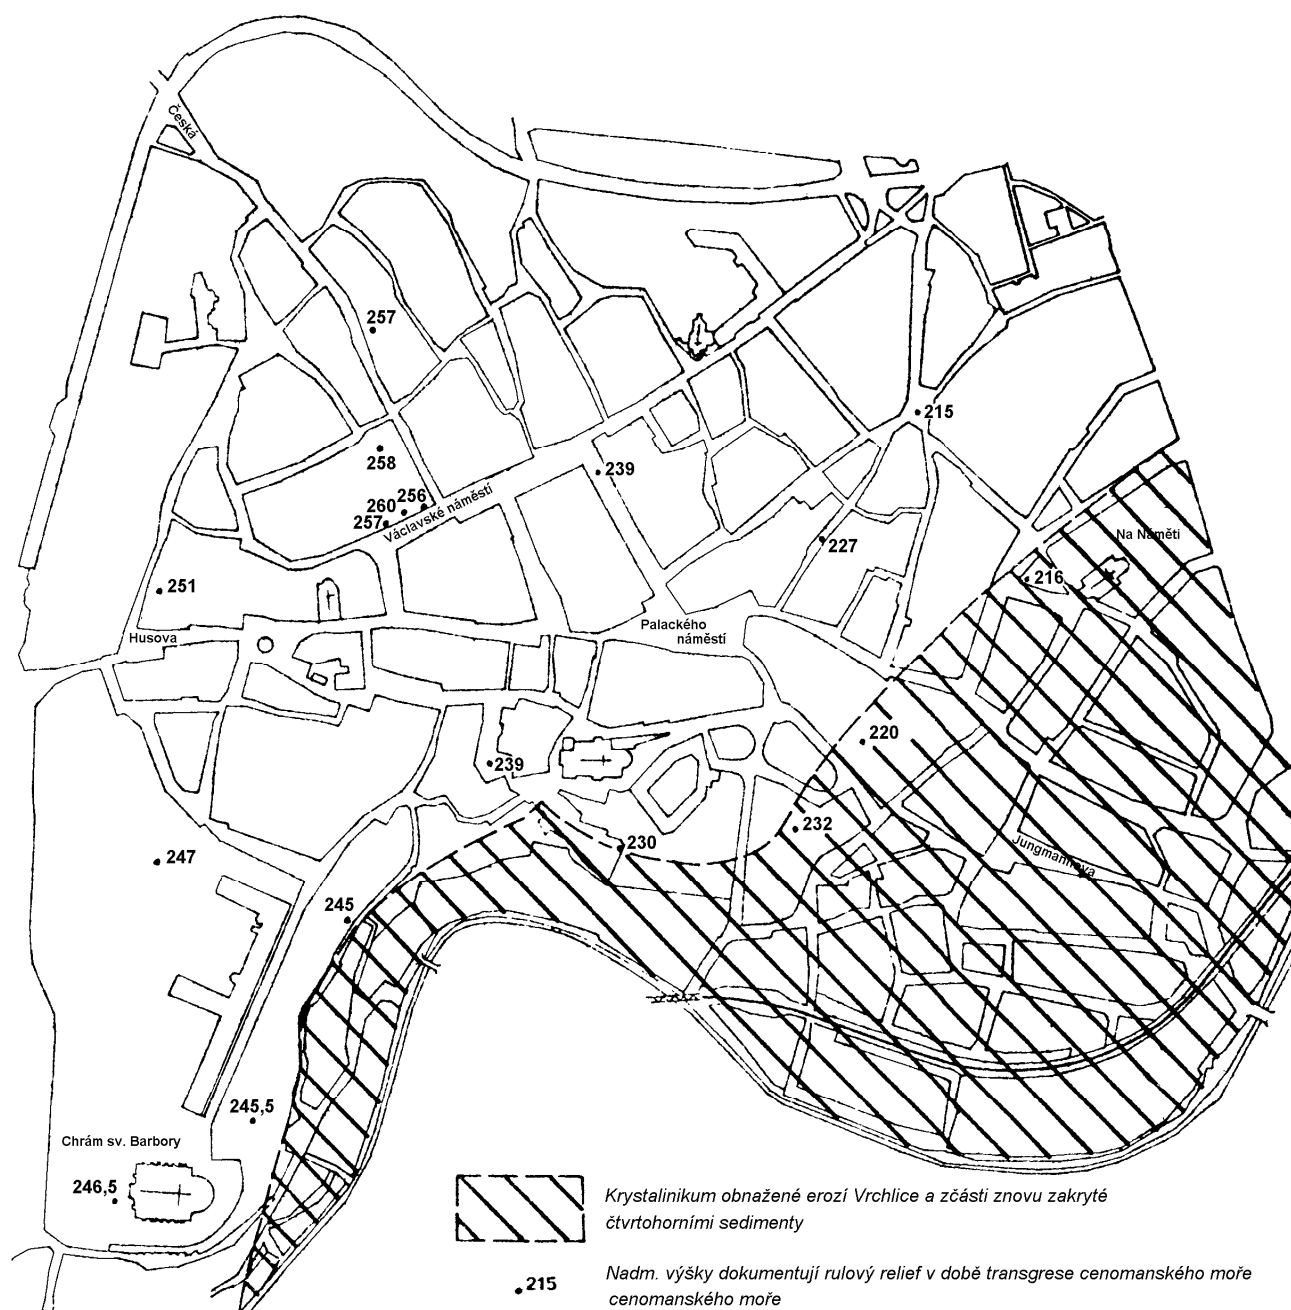 Česká
257
215
258
239
256
260
257
Václavské náměstí
Na Náměti
227
216
251
Husova
Palackého
náměstí
220
239
232
230
Jungmannova
247
245
245,5
Chrám sv. Barbory
246,5
Krystalinikum obnažené erozí Vrchlice a zčásti znovu zakryté
čtvrtohorními sedimenty
215
Nadm. výšky dokumentují rulový relief v době transgrese cenomanského moře
cenomanského moře